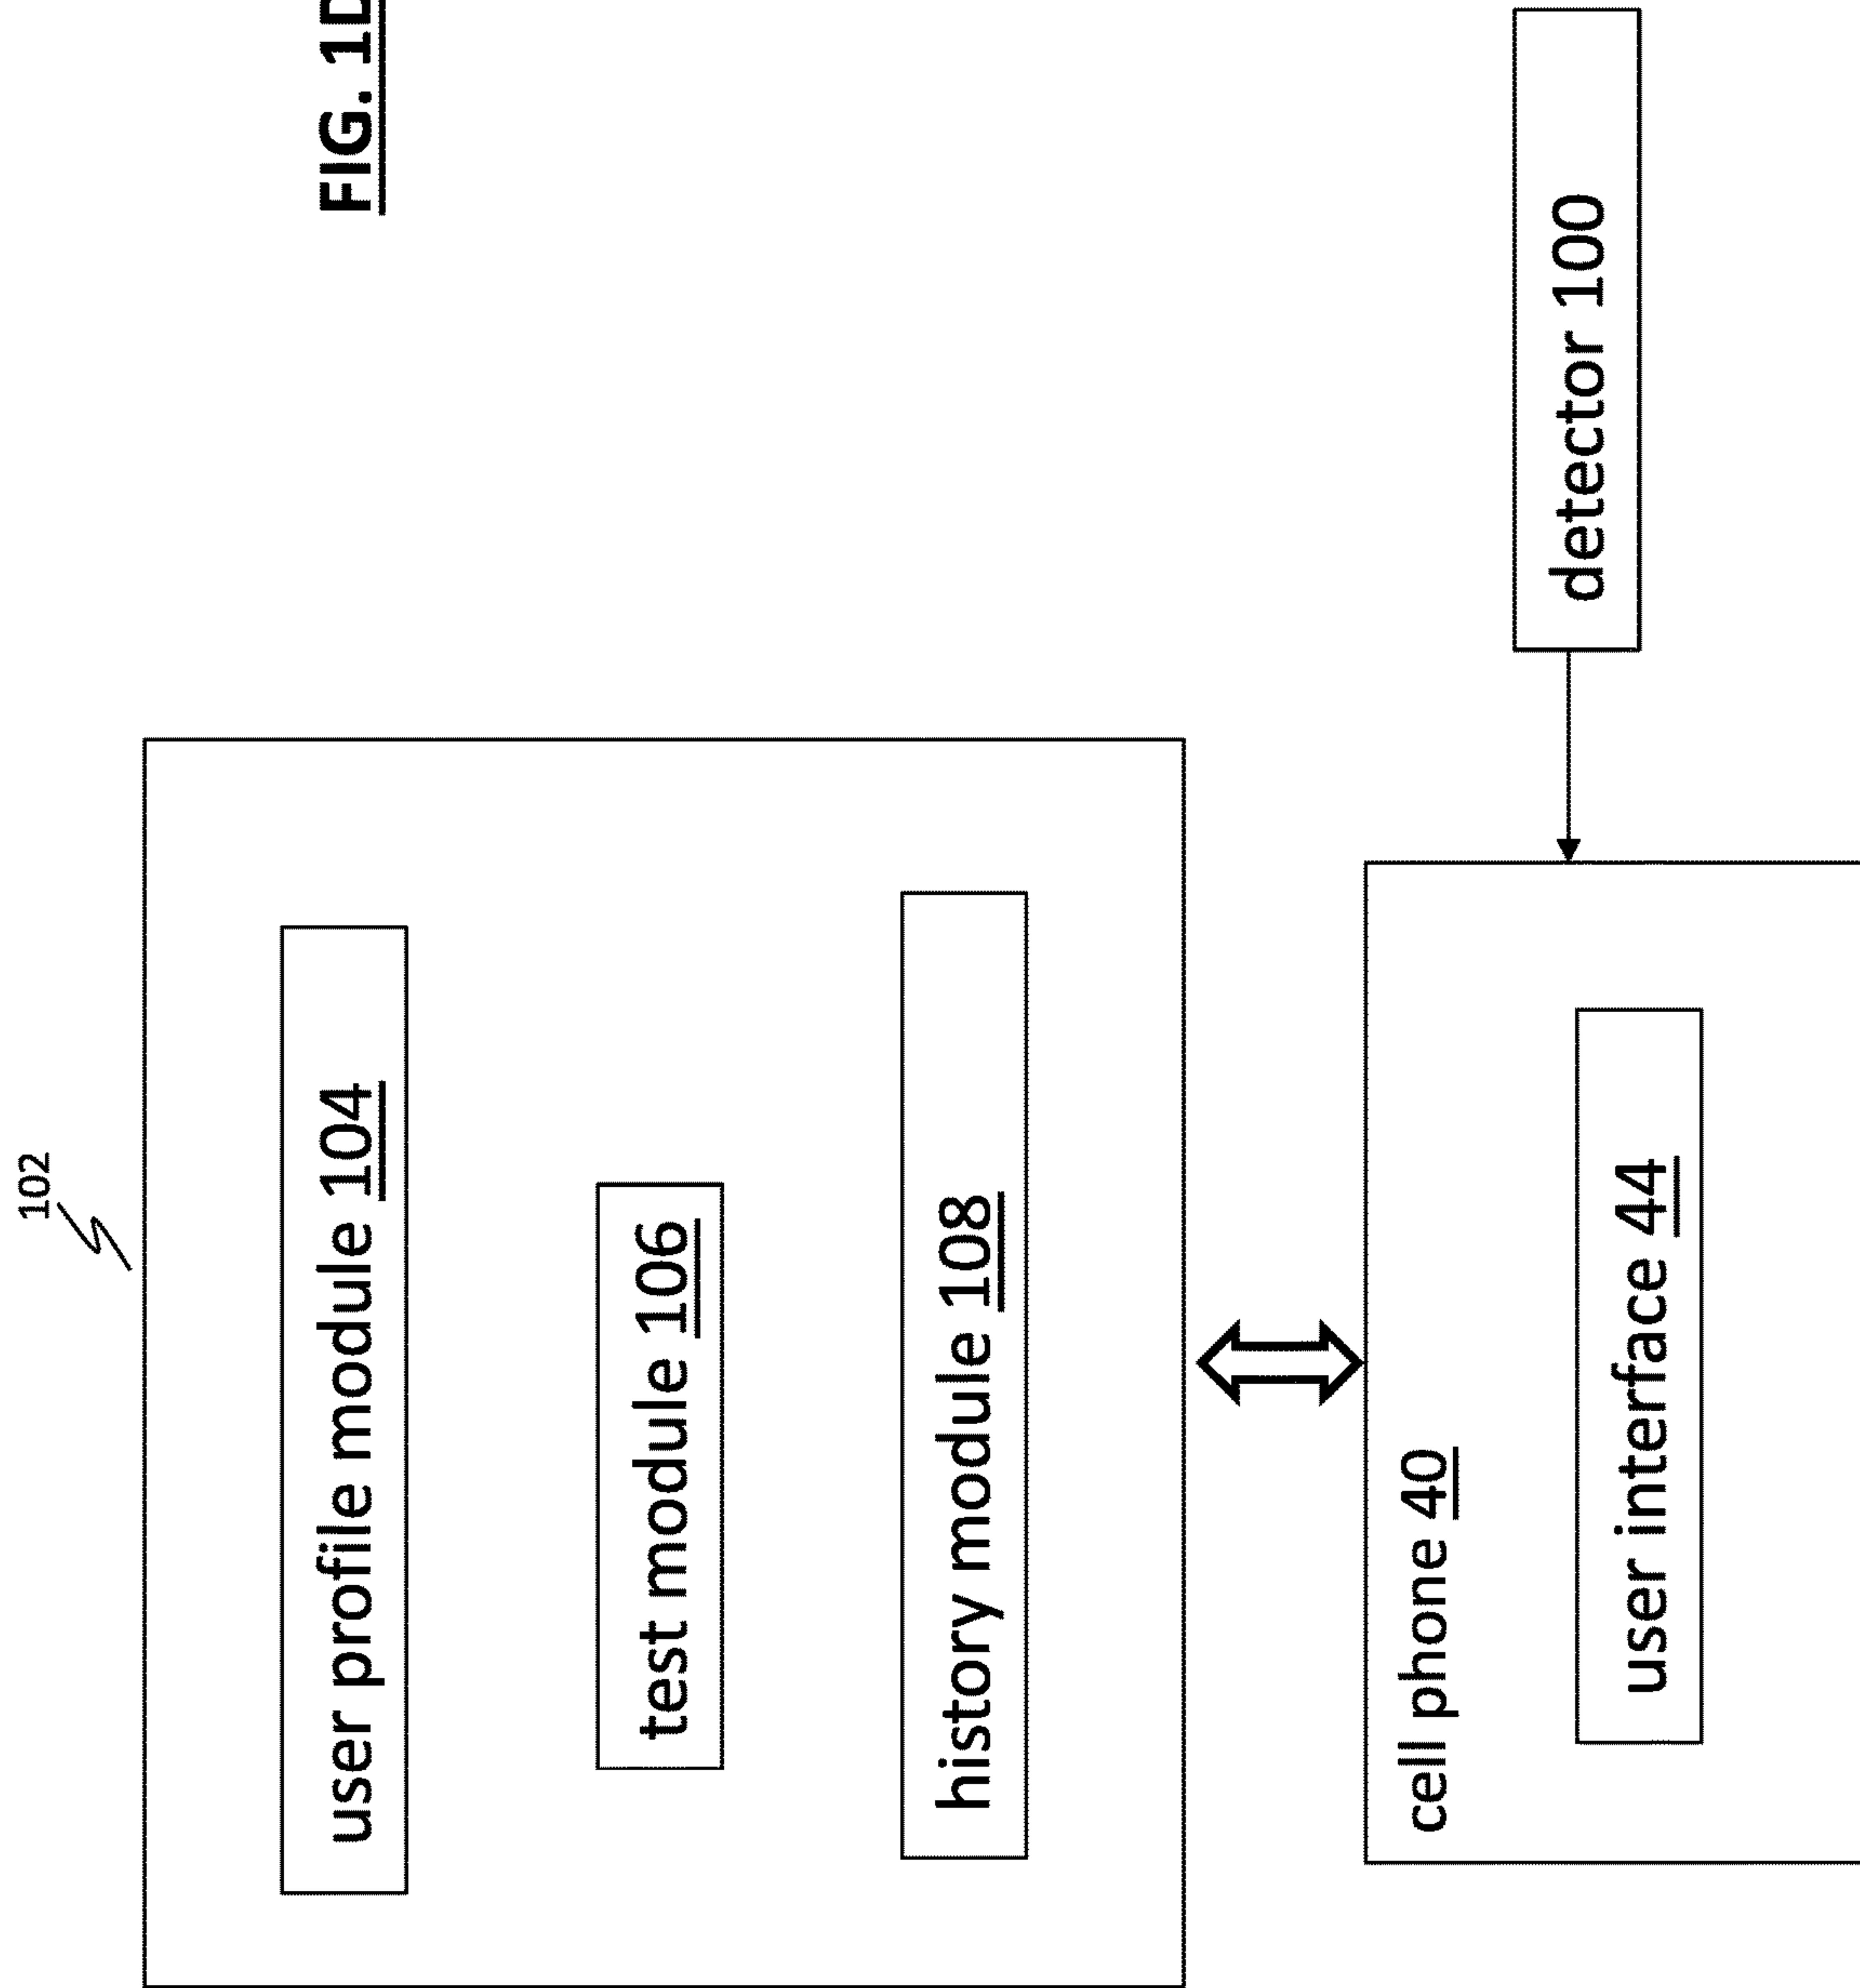 FIG. 1D
102
user profile module 104
test module 106
history module 108
cell phone 40
user interface 44
detector 100